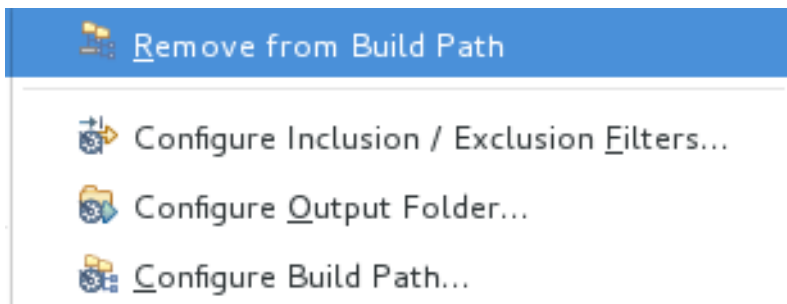 Remove from Build Path
Configure Inclusion / Exclusion Filters...
Configure Output Folder...
Configure Build Path...